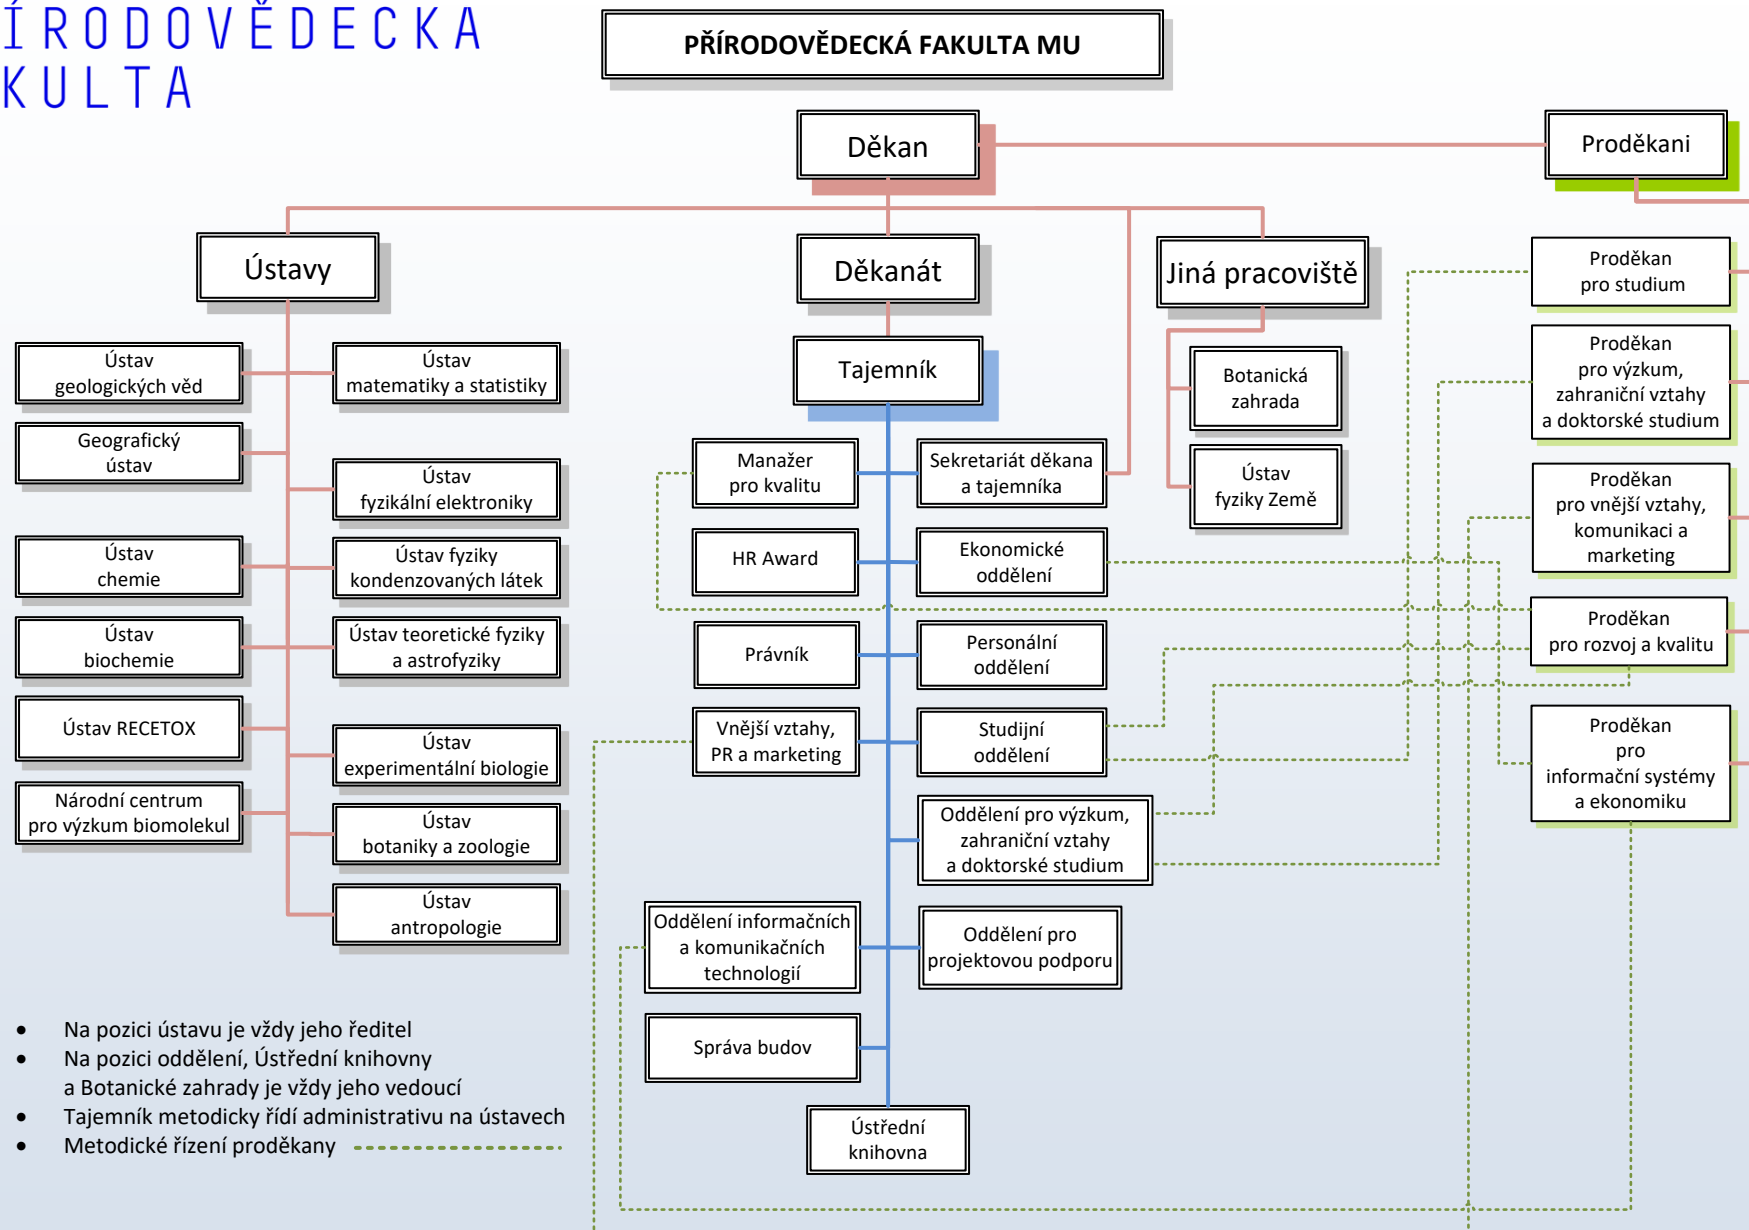 ÍRODOVĚDECKA
KULTA
PŘÍRODOVĚDECKÁ FAKULTA MU
Děkan
Proděkani
Ústavy
Děkanát
Jiná pracoviště
Tajemník
Ústav
geologických věd
Ústav
matematiky a statistiky
Geografický
ústav
Ústav
fyzikální elektroniky
Ústav
chemie
Ústav fyziky
kondenzovaných látek
Ústav
biochemie
Ústav teoretické fyziky
a astrofyziky
Ústav RECETOX
Ústav
experimentální biologie
Národní centrum
pro výzkum biomolekul
Ústav
botaniky a zoologie
Ústav
antropologie
Manažer
pro kvalitu
Sekretariát děkana
a tajemníka
HR Award
Ekonomické
oddělení
Právník
Personální
oddělení
Vnější vztahy,
PR a marketing
Studijní
oddělení
Oddělení pro výzkum,
zahraniční vztahy
a doktorské studium
Oddělení informačních
a komunikačních
technologií
Oddělení pro
projektovou podporu
Správa budov
Ústřední
knihovna
Botanická
zahrada
Ústav
fyziky Země
Proděkan
pro studium
Proděkan
pro výzkum,
zahraniční vztahy
a doktorské studium
Proděkan
pro vnější vztahy,
komunikaci a
marketing
Proděkan
pro rozvoj a kvalitu
Proděkan
pro
informační systémy
a ekonomiku
• Na pozici ústavu je vždy jeho ředitel
• Na pozici oddělení, Ústřední knihovny
a Botanické zahrady je vždy jeho vedoucí
• Tajemník metodicky řídí administrativu na ústavech
• Metodické řízení proděkany